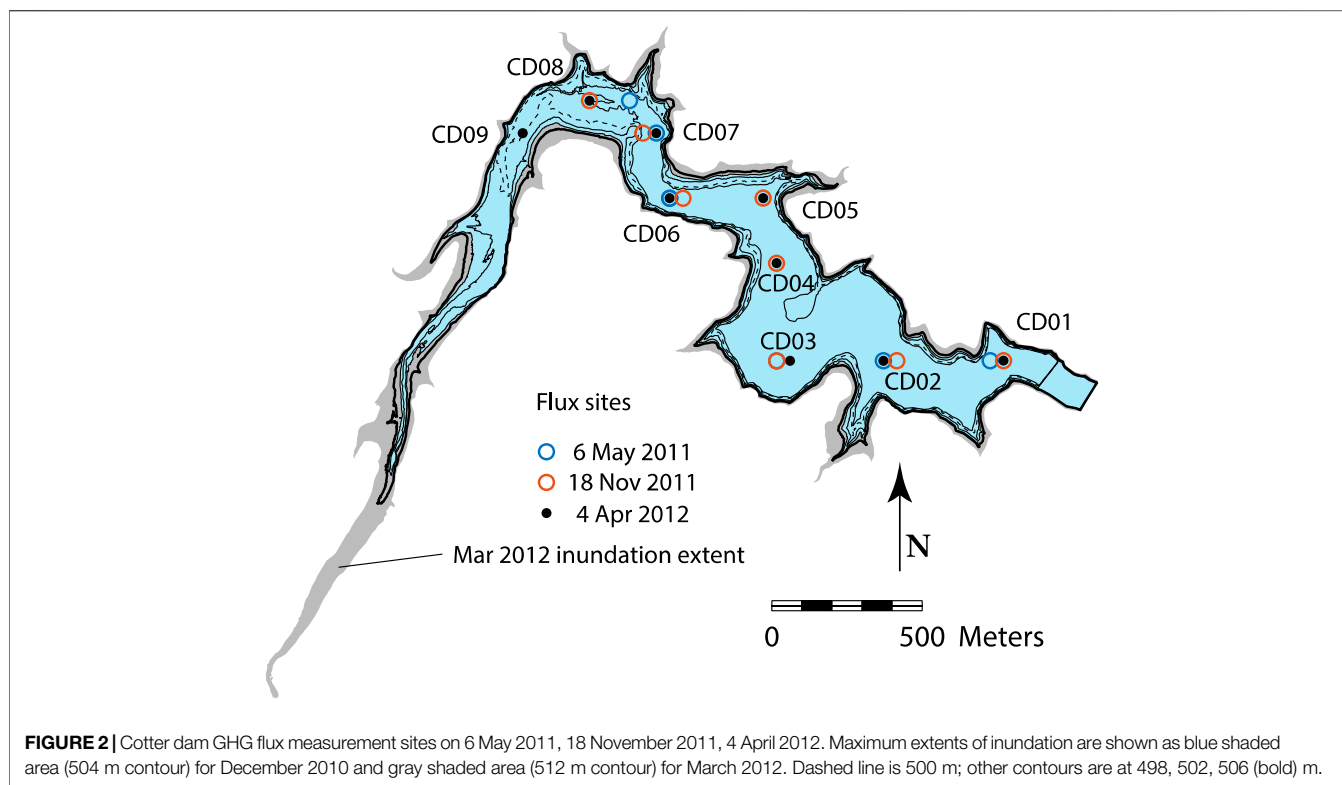 CD08
CD09
CD07
CD05
CD06
CD04
CD01
CD03
CD02
Flux sites
6 May 2011
18 Nov 2011
4 Apr 2012
N
Mar 2012 inundation extent
0 500 Meters
FIGURE 2 | Cotter dam GHG flux measurement sites on 6 May 2011, 18 November 2011, 4 April 2012. Maximum extents of inundation are shown as blue shaded
area (504 m contour) for December 2010 and gray shaded area (512 m contour) for March 2012. Dashed line is 500 m; other contours are at 498, 502, 506 (bold) m.